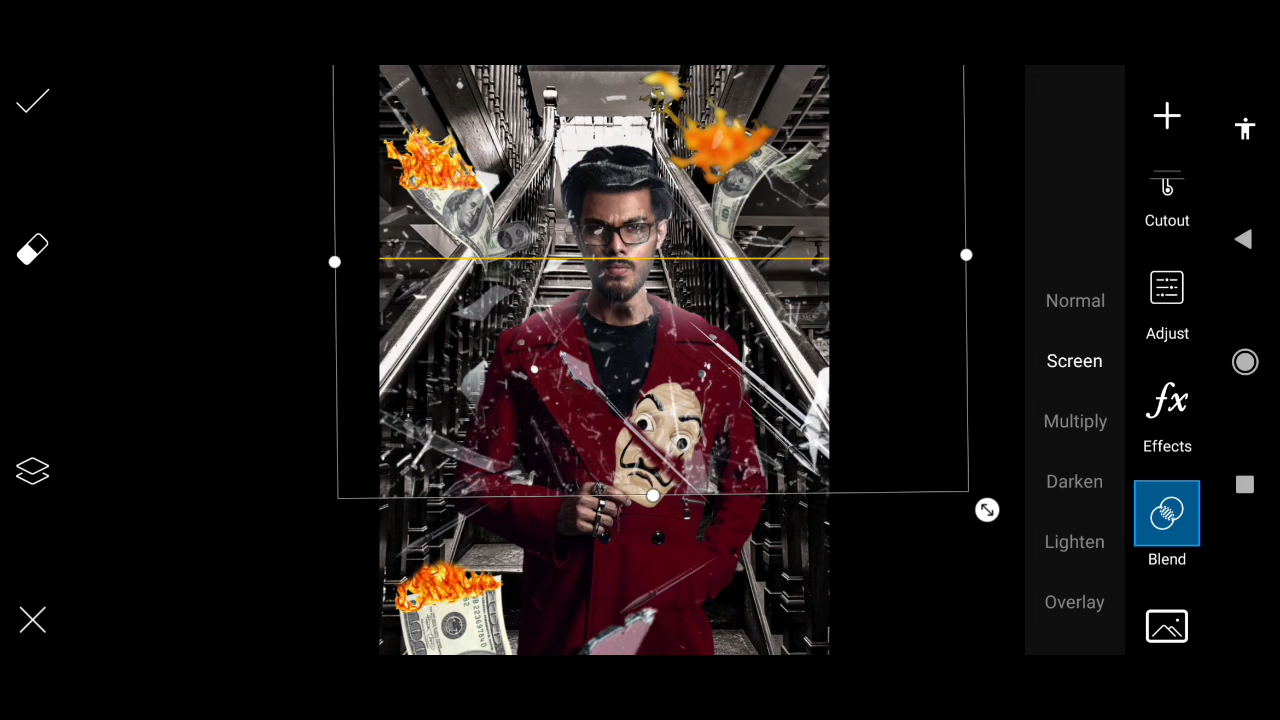 Normal
Screen
Multiply
Darken
Lighten
Overlay
Cutout
Adjust
fx
Effects
Blend